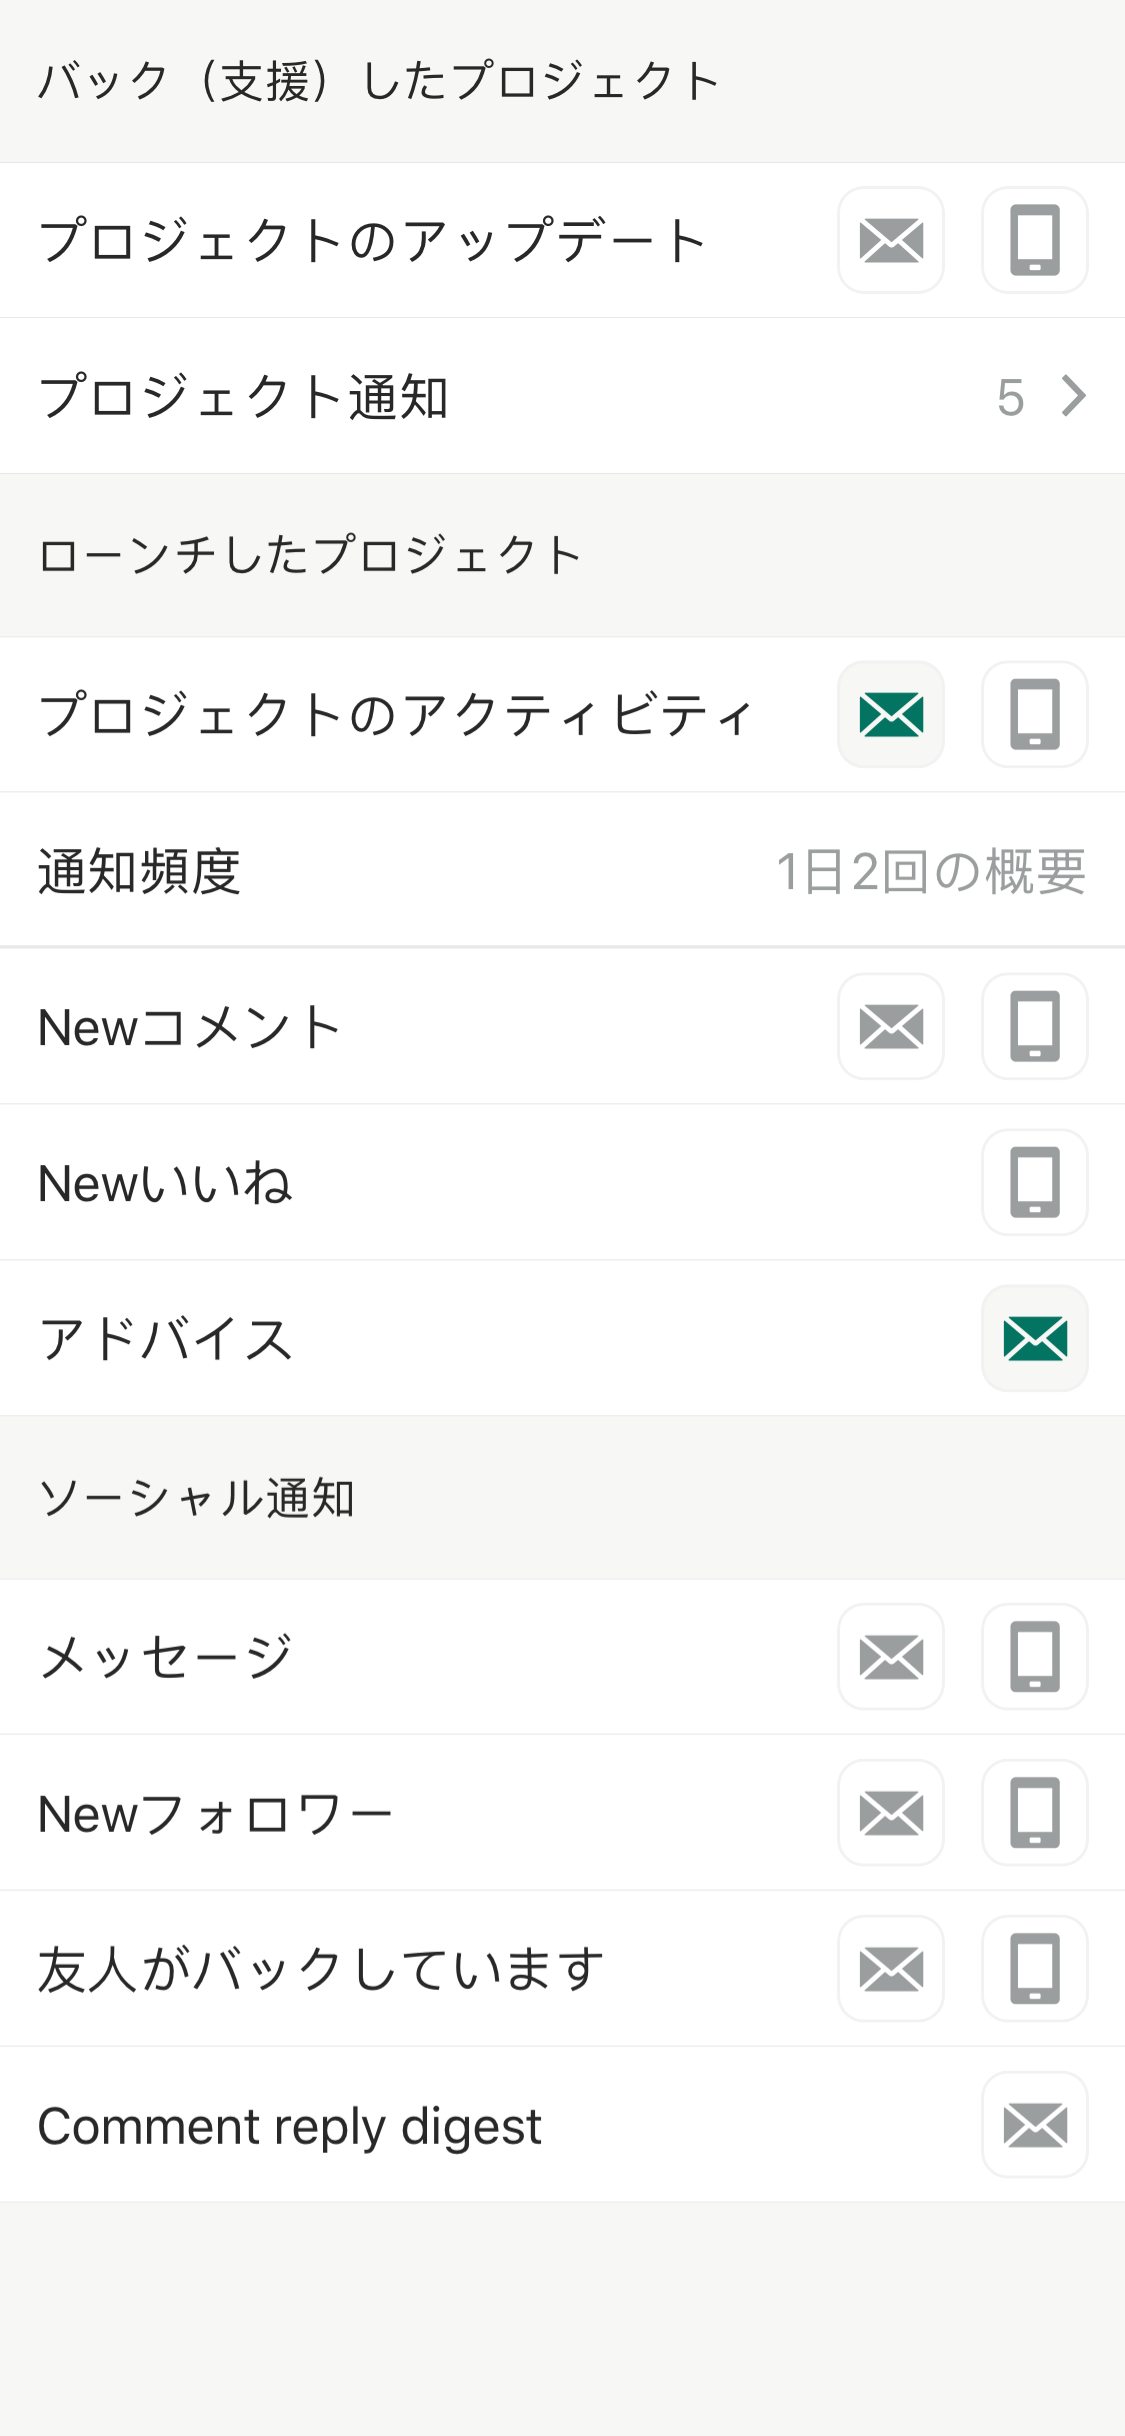 バック（支援）したプロジェクト
プロジェクトのアップデート
プロジェクト通知 5
ローンチしたプロジェクト
プロジェクトのアクティビティ
通知頻度 1日2回の概要
Newコメント
Newいいね
アドバイス
ソーシャル通知
メッセージ
Newフォロワー
友人がバックしています
Comment reply digest